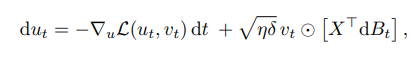 du_t = −∇_u ℒ(u_t, v_t) dt + √(ηδ) v_t ⊙ [X^⊤ dB_t] ,